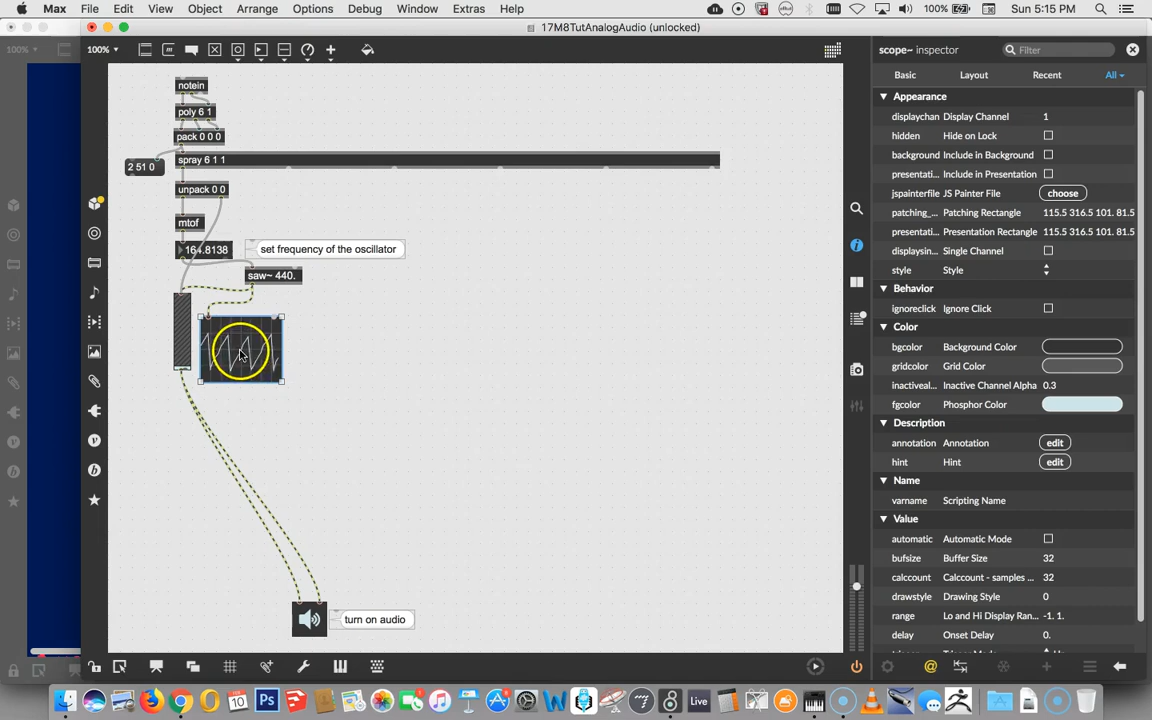 Max File Edit View Object Arrange Options Debug Window Extras Help 100% Sun 5:15 PM
100% 17M8TutAnalogAudio (unlocked)
100%
scope~ inspector Filter
Basic Layout Recent All
notein
poly 6 1
pack 0 0 0
2 51 0
spray 6 1 1
unpack 0 0
mtof
164.8138
set frequency of the oscillator
saw~ 440.
turn on audio
Appearance
displaychan Display Channel 1
hidden Hide on Lock
background Include in Background
presentati... Include in Presentation
jspainterfile JS Painter File choose
patching_... Patching Rectangle 115.5 316.5 101. 81.5
presentati... Presentation Rectangle 115.5 316.5 101. 81.5
displaysin... Single Channel
style Style
Behavior
ignoreclick Ignore Click
Color
bgcolor Background Color
gridcolor Grid Color
inactiveal... Inactive Channel Alpha 0.3
fgcolor Phosphor Color
Description
annotation Annotation edit
hint Hint edit
Name
varname Scripting Name
Value
automatic Automatic Mode
bufsize Buffer Size 32
calccount Calccount - samples ... 32
drawstyle Drawing Style 0
range Lo and Hi Display Ran... -1. 1.
delay Onset Delay 0.
Live